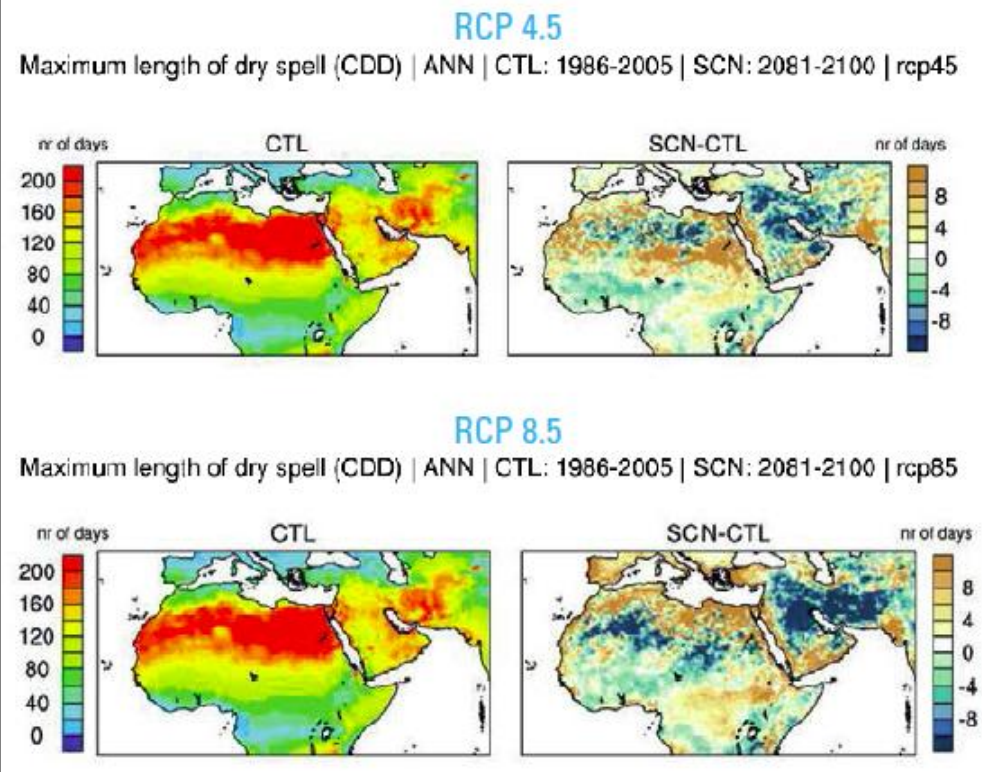 RCP 4.5
Maximum length of dry spell (CDD) | ANN | CTL: 1986-2005 | SCN: 2081-2100 | rcp45
nr of days
CTL
SCN-CTL
nr of days
200
160
120
80
40
0
8
4
0
-4
-8
RCP 8.5
Maximum length of dry spell (CDD) | ANN | CTL: 1986-2005 | SCN: 2081-2100 | rcp85
nr of days
CTL
SCN-CTL
nr of days
200
160
120
80
40
0
8
4
0
-4
-8